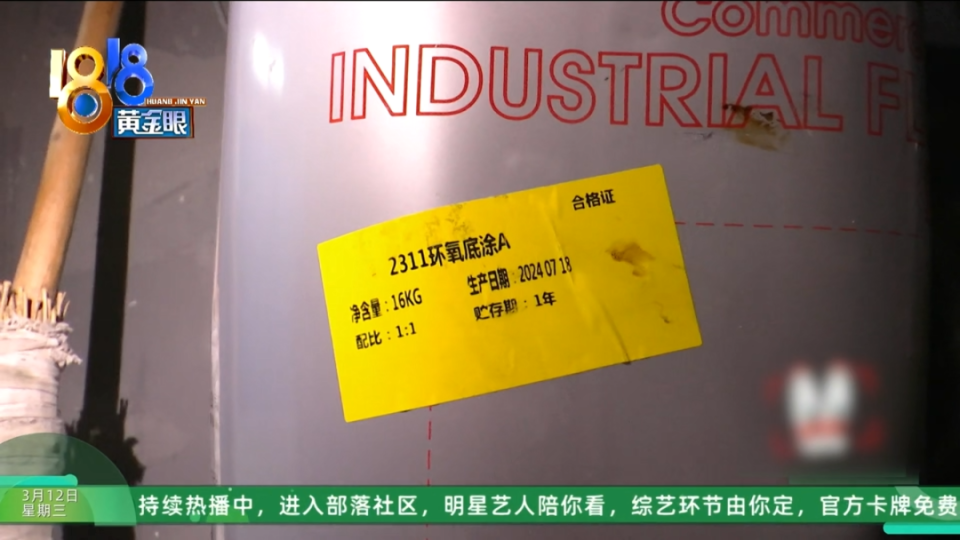 1818
HUANG JIN YAN
黄金眼
Commer
INDUSTRIAL FL
合格证
2311环氧底涂A
净含量:16KG
生产日期:2024 07 18
配比:1:1
贮存期:1年
3月12日
星期三
持续热播中,进入部落社区,明星艺人陪你看,综艺环节由你定,官方卡牌免费